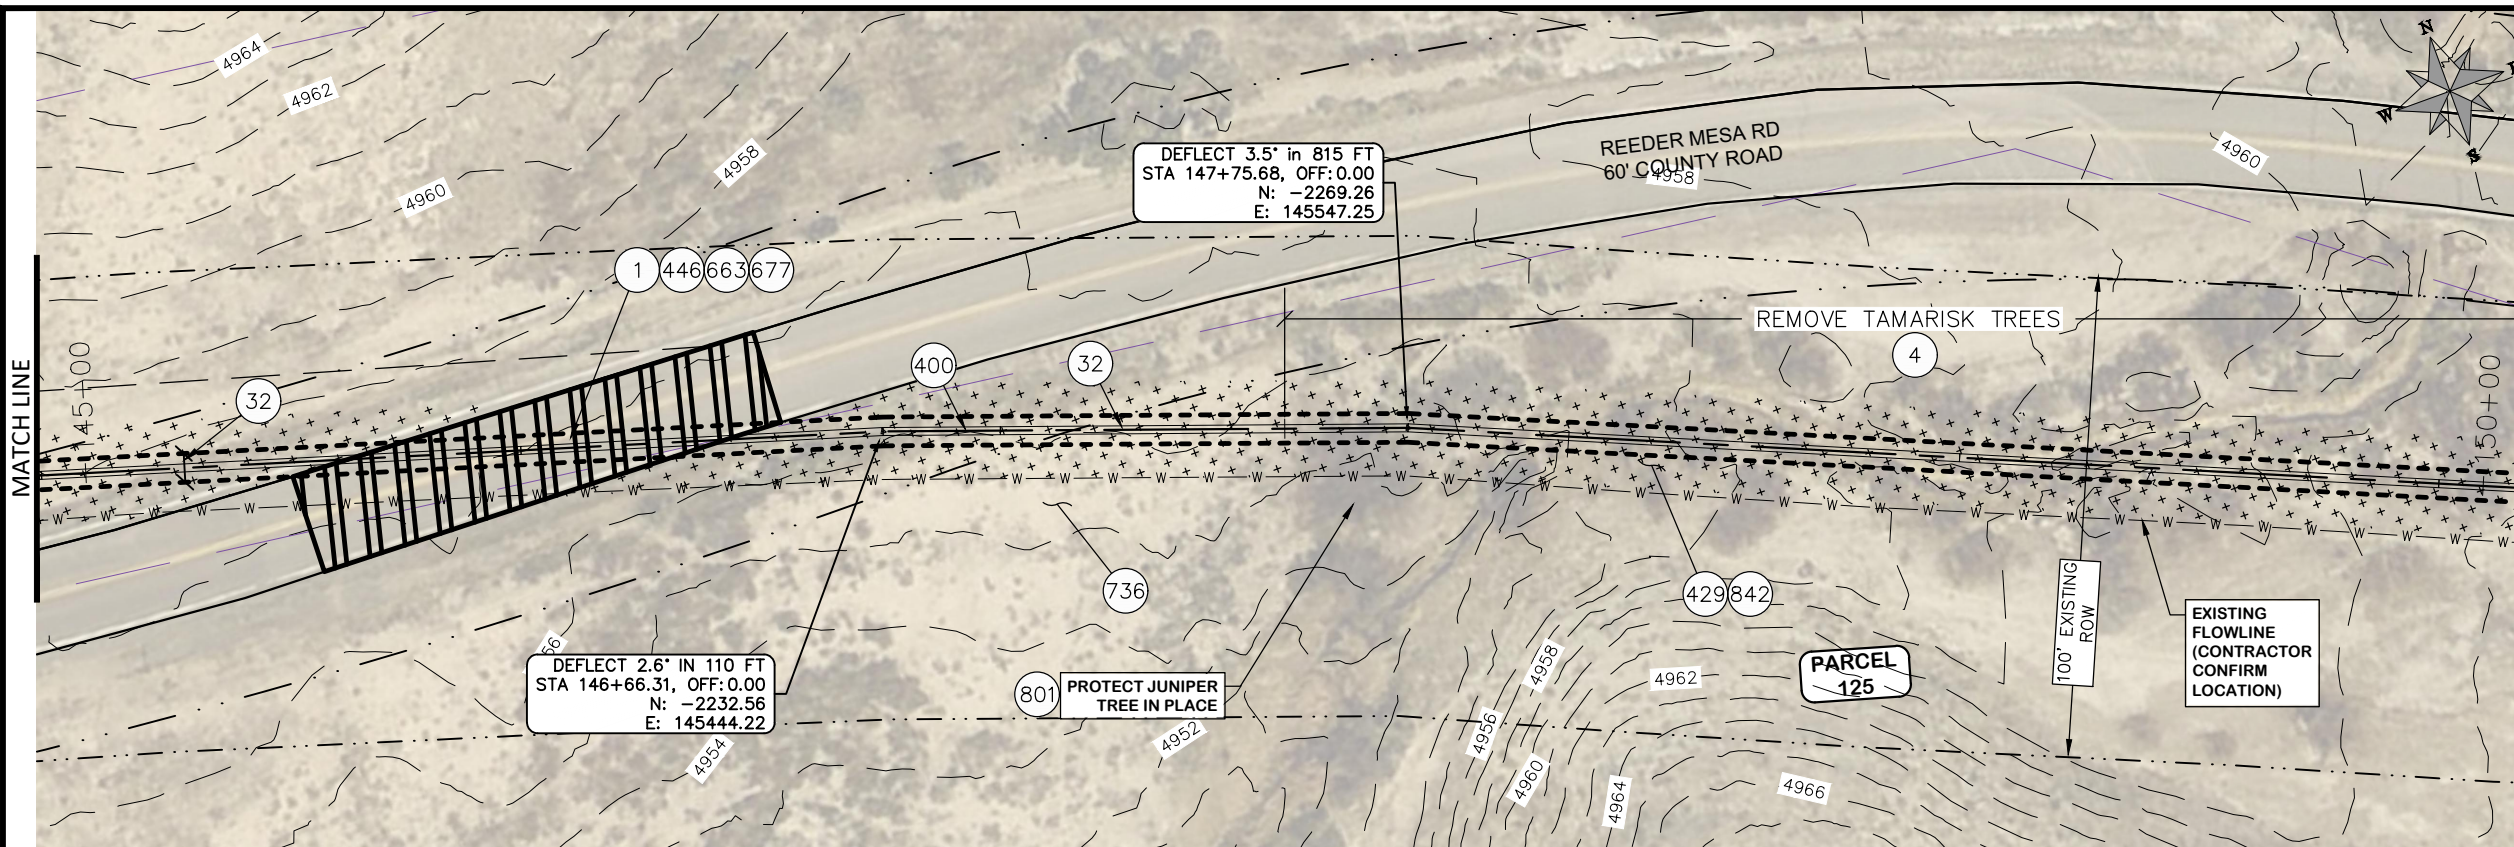 4964
4962
4960
4958
N
W
S
DEFLECT 3.5° in 815 FT
STA 147+75.68, OFF:0.00
N: -2269.26
E: 145547.25
REEDER MESA RD
60' COUNTY ROAD
4958
4960
1 446 663 677
REMOVE TAMARISK TREES
4
MATCH LINE
45+00
32
400
32
50+00
W W W W W W W W W W W W W W W W W W W W W W W W W W W W W W W W W W W W W W W W W W W W W W W W W W W W
736
429 842
100' EXISTING
ROW
EXISTING
FLOWLINE
(CONTRACTOR
CONFIRM
LOCATION)
56
DEFLECT 2.6° IN 110 FT
STA 146+66.31, OFF:0.00
N: -2232.56
E: 145444.22
801
PROTECT JUNIPER
TREE IN PLACE
PARCEL
125
4954
4952
4956
4958
4960
4962
4964
4966